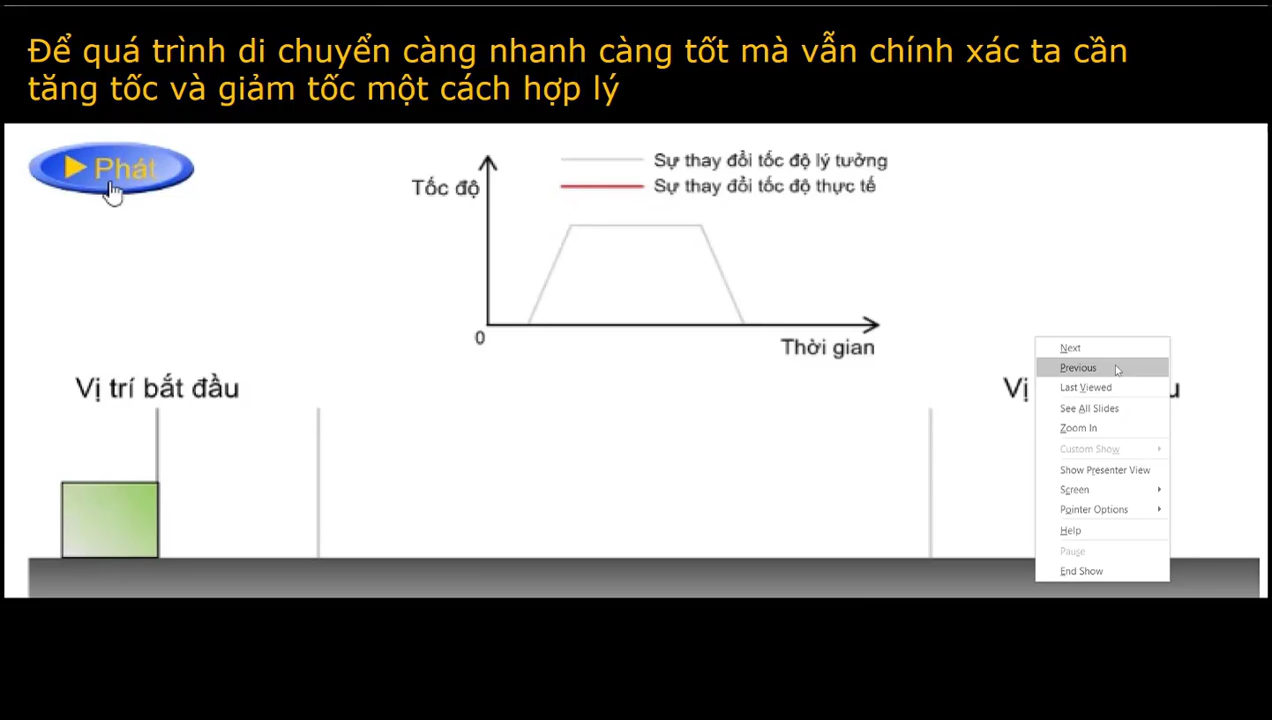 Để quá trình di chuyển càng nhanh càng tốt mà vẫn chính xác ta cần
tăng tốc và giảm tốc một cách hợp lý
Phát
Sự thay đổi tốc độ lý tưởng
Tốc độ
Sự thay đổi tốc độ thực tế
0
Thời gian
Vị trí bắt đầu
Vị
Next
Previous
Last Viewed
See All Slides
Zoom In
Custom Show
Show Presenter View
Screen
Pointer Options
Help
Pause
End Show